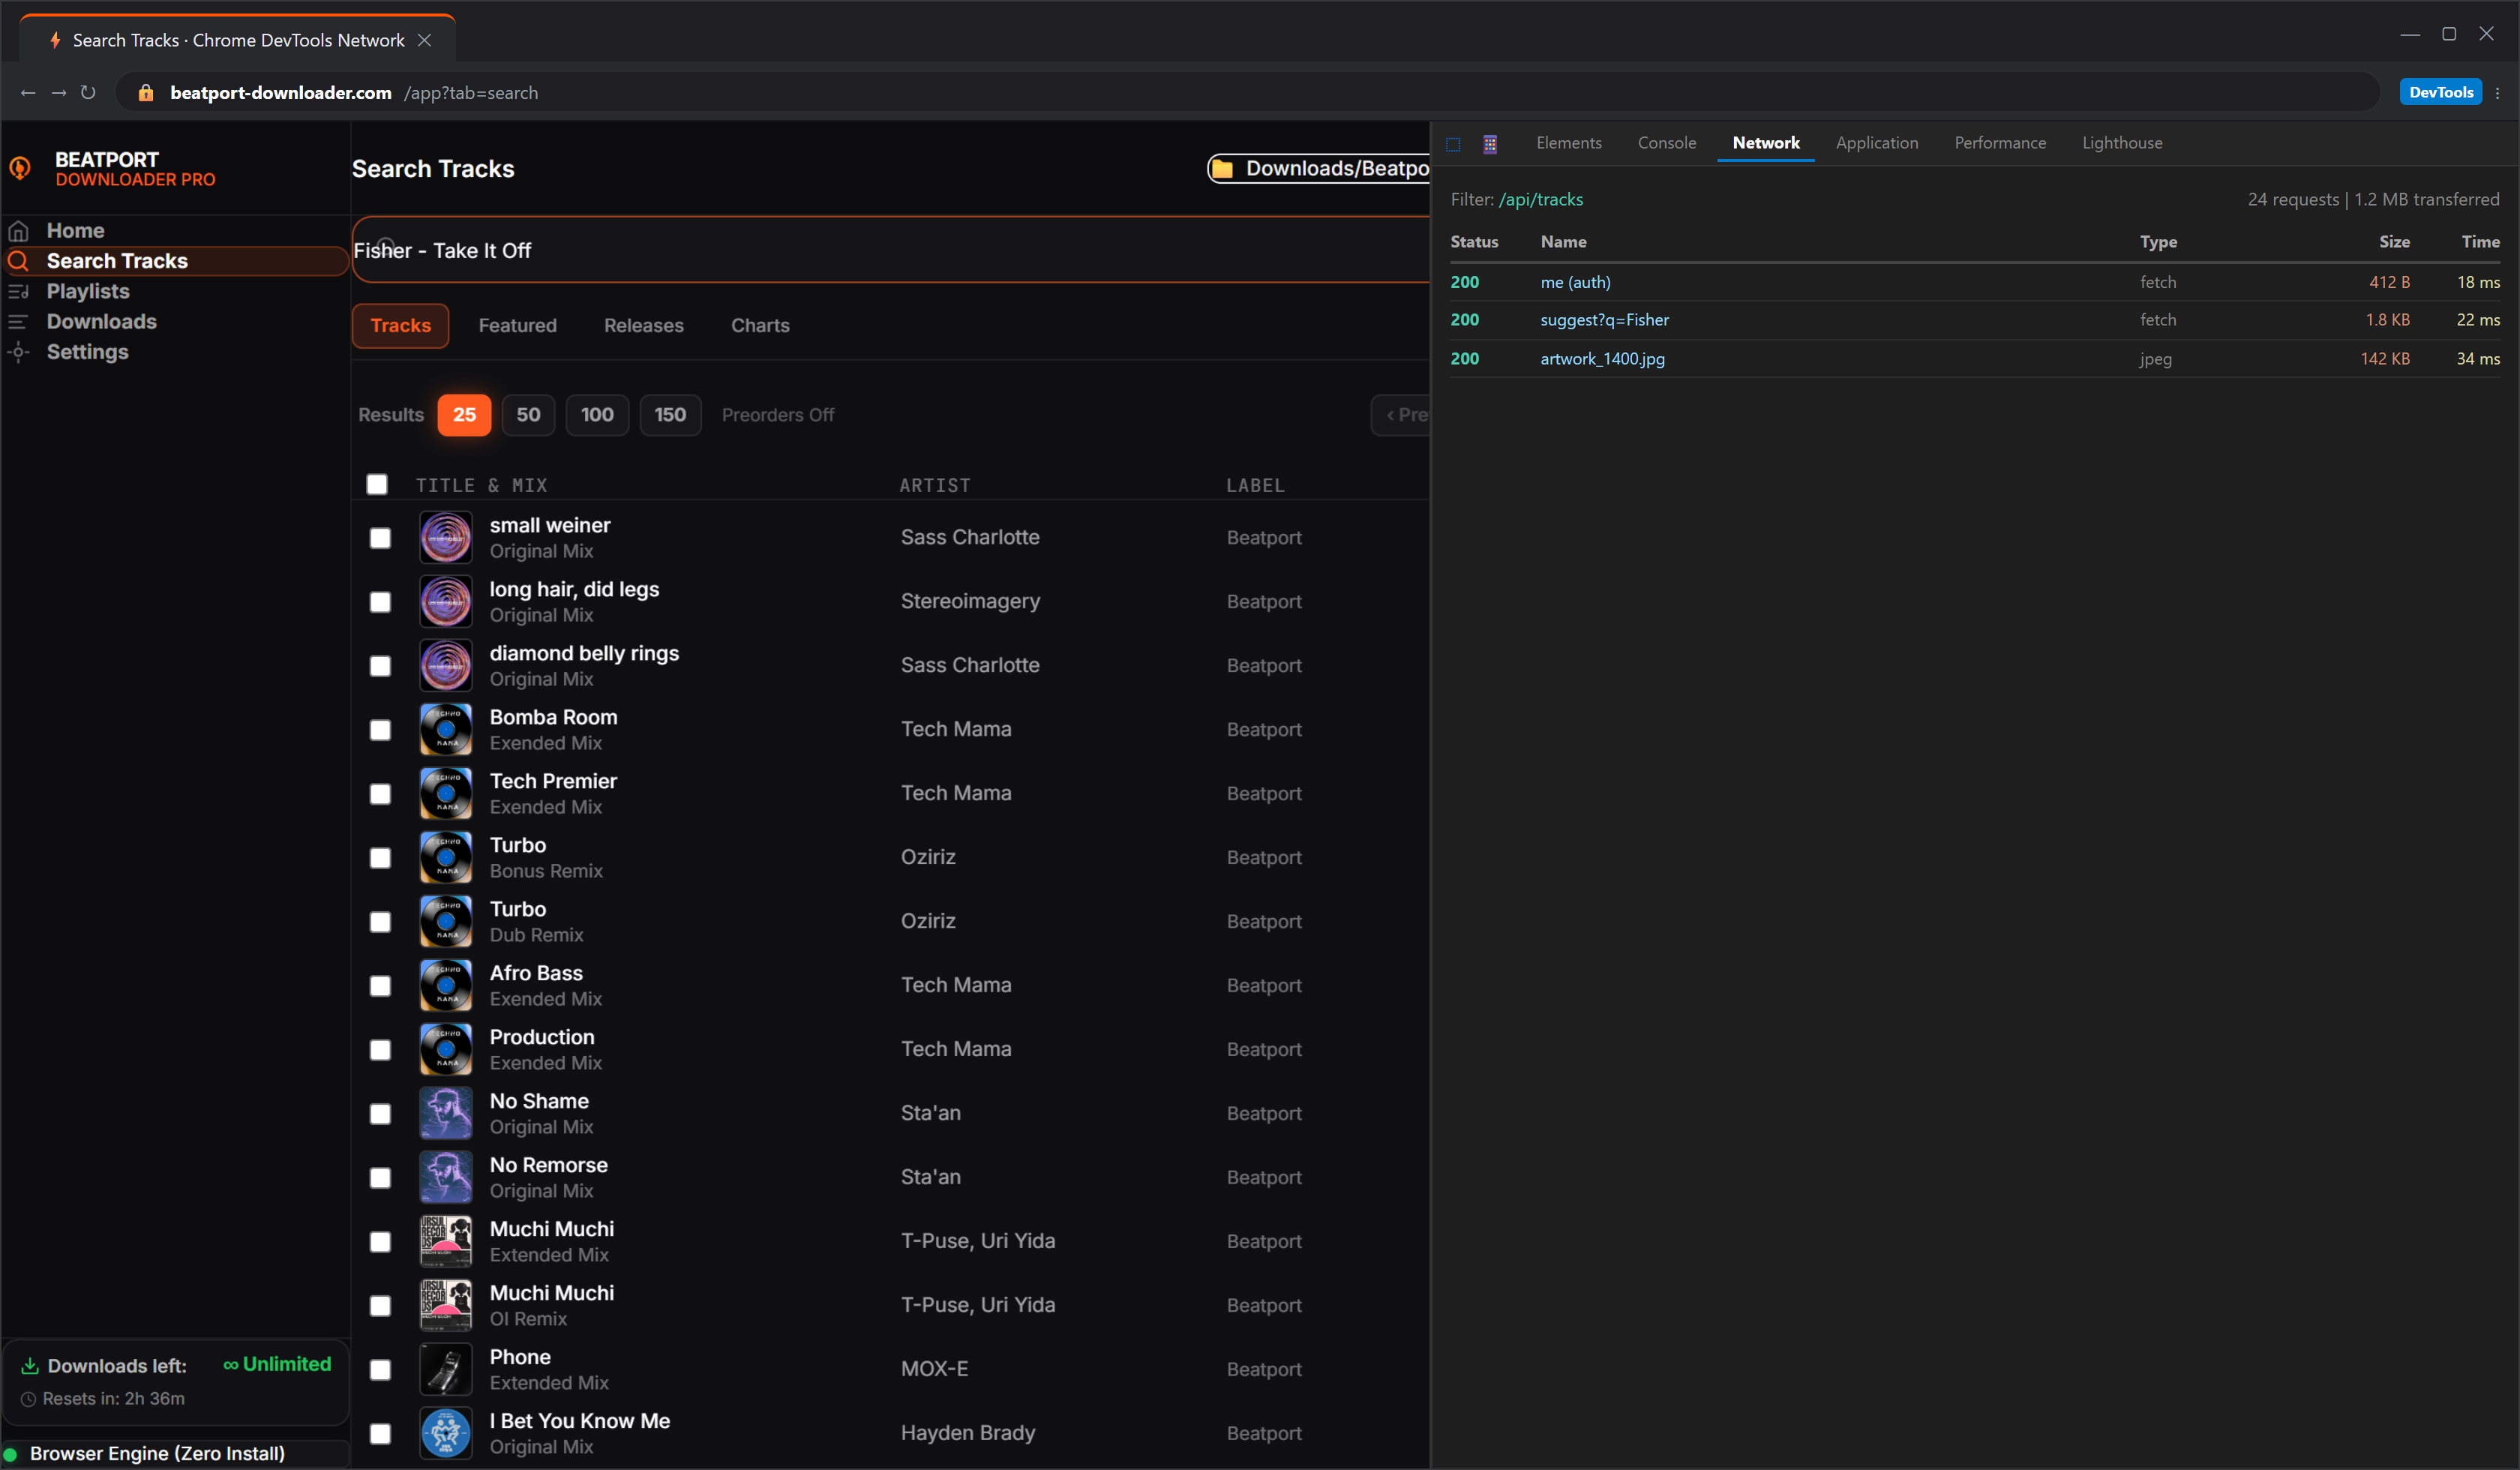 Search Tracks · Chrome DevTools Network
beatport-downloader.com /app?tab=search
DevTools
BEATPORT
DOWNLOADER PRO
Home
Search Tracks
Playlists
Downloads
Settings
Downloads left: ∞ Unlimited
Resets in: 2h 36m
Browser Engine (Zero Install)
Search Tracks
Downloads/Beatpo
Fisher - Take It Off
Tracks Featured Releases Charts
Results 25 50 100 150 Preorders Off ‹ Pre
TITLE & MIX ARTIST LABEL
small weiner
Original Mix
Sass Charlotte
Beatport
long hair, did legs
Original Mix
Stereoimagery
Beatport
diamond belly rings
Original Mix
Sass Charlotte
Beatport
Bomba Room
Exended Mix
Tech Mama
Beatport
Tech Premier
Exended Mix
Tech Mama
Beatport
Turbo
Bonus Remix
Oziriz
Beatport
Turbo
Dub Remix
Oziriz
Beatport
Afro Bass
Exended Mix
Tech Mama
Beatport
Production
Exended Mix
Tech Mama
Beatport
No Shame
Original Mix
Sta'an
Beatport
No Remorse
Original Mix
Sta'an
Beatport
Muchi Muchi
Extended Mix
T-Puse, Uri Yida
Beatport
Muchi Muchi
OI Remix
T-Puse, Uri Yida
Beatport
Phone
Extended Mix
MOX-E
Beatport
I Bet You Know Me
Original Mix
Hayden Brady
Beatport
Elements Console Network Application Performance Lighthouse
Filter: /api/tracks
24 requests | 1.2 MB transferred
Status Name Type Size Time
200 me (auth) fetch 412 B 18 ms
200 suggest?q=Fisher fetch 1.8 KB 22 ms
200 artwork_1400.jpg jpeg 142 KB 34 ms